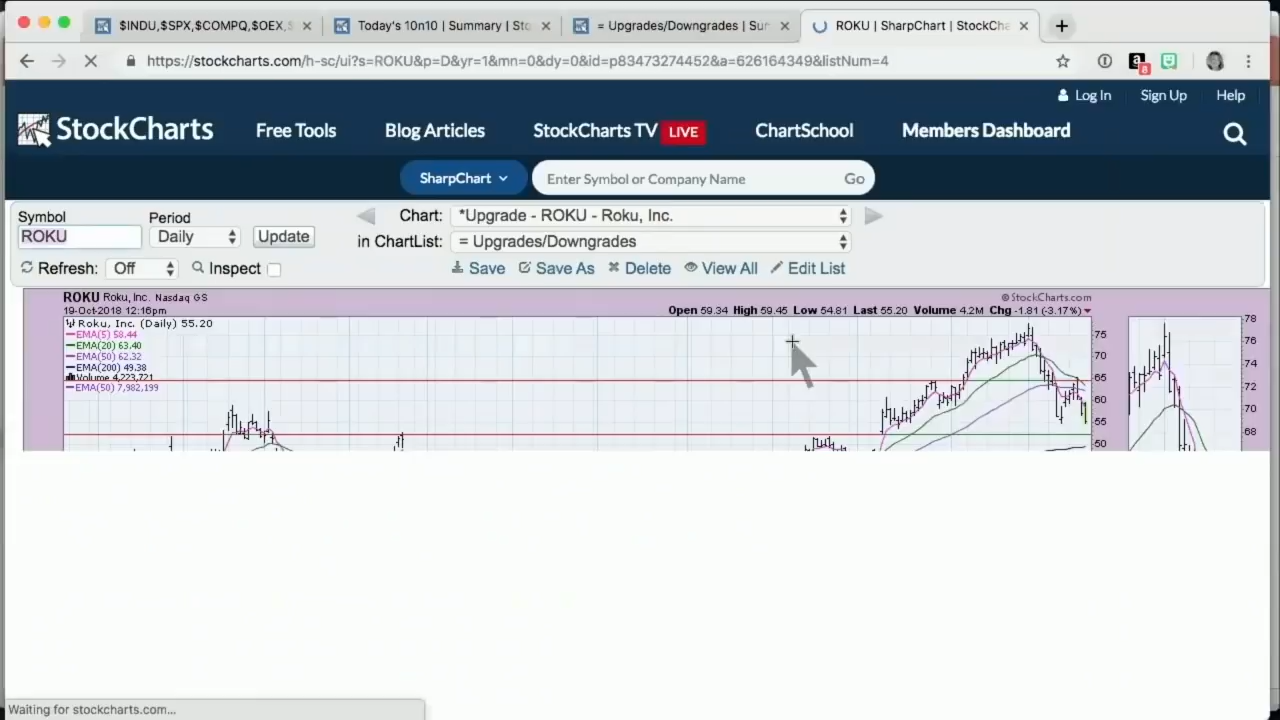 $INDU,$SPX,$COMPQ,$OEX,$
Today's 10n10 | Summary | Sto
= Upgrades/Downgrades | Sum
ROKU | SharpChart | StockCha
https://stockcharts.com/h-sc/ui?s=ROKU&p=D&yr=1&mn=0&dy=0&id=p83473274452&a=626164349&listNum=4
8
Log In Sign Up Help
StockCharts Free Tools Blog Articles StockCharts TV LIVE ChartSchool Members Dashboard
SharpChart Enter Symbol or Company Name Go
Symbol Period Chart: *Upgrade - ROKU - Roku, Inc.
ROKU Daily Update in ChartList: = Upgrades/Downgrades
Refresh: Off Inspect Save Save As Delete View All Edit List
ROKU Roku, Inc. Nasdaq GS ©StockCharts.com
19-Oct-2018 12:16pm Open 59.34 High 59.45 Low 54.81 Last 55.20 Volume 4.2M Chg -1.81 (-3.17%)
Roku, Inc. (Daily) 55.20
EMA(5) 58.44
EMA(20) 63.40
EMA(50) 62.32
EMA(200) 49.38
Volume 4,223,721
EMA(50) 7,982,199
75
70
65
60
55
50
78
76
74
72
70
68
Waiting for stockcharts.com...